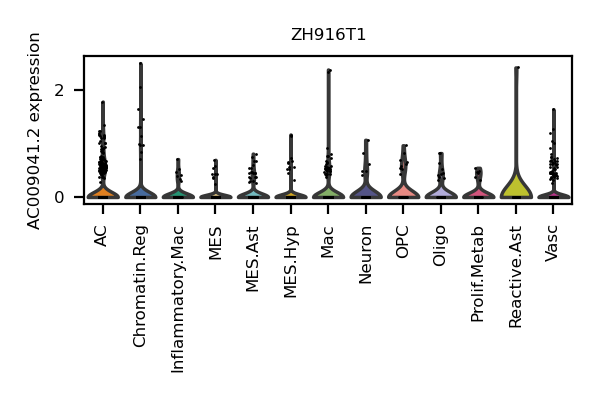 ZH916T1
AC009041.2 expression
2
0
AC
Chromatin.Reg
Inflammatory.Mac
MES
MES.Ast
MES.Hyp
Mac
Neuron
OPC
Oligo
Prolif.Metab
Reactive.Ast
Vasc